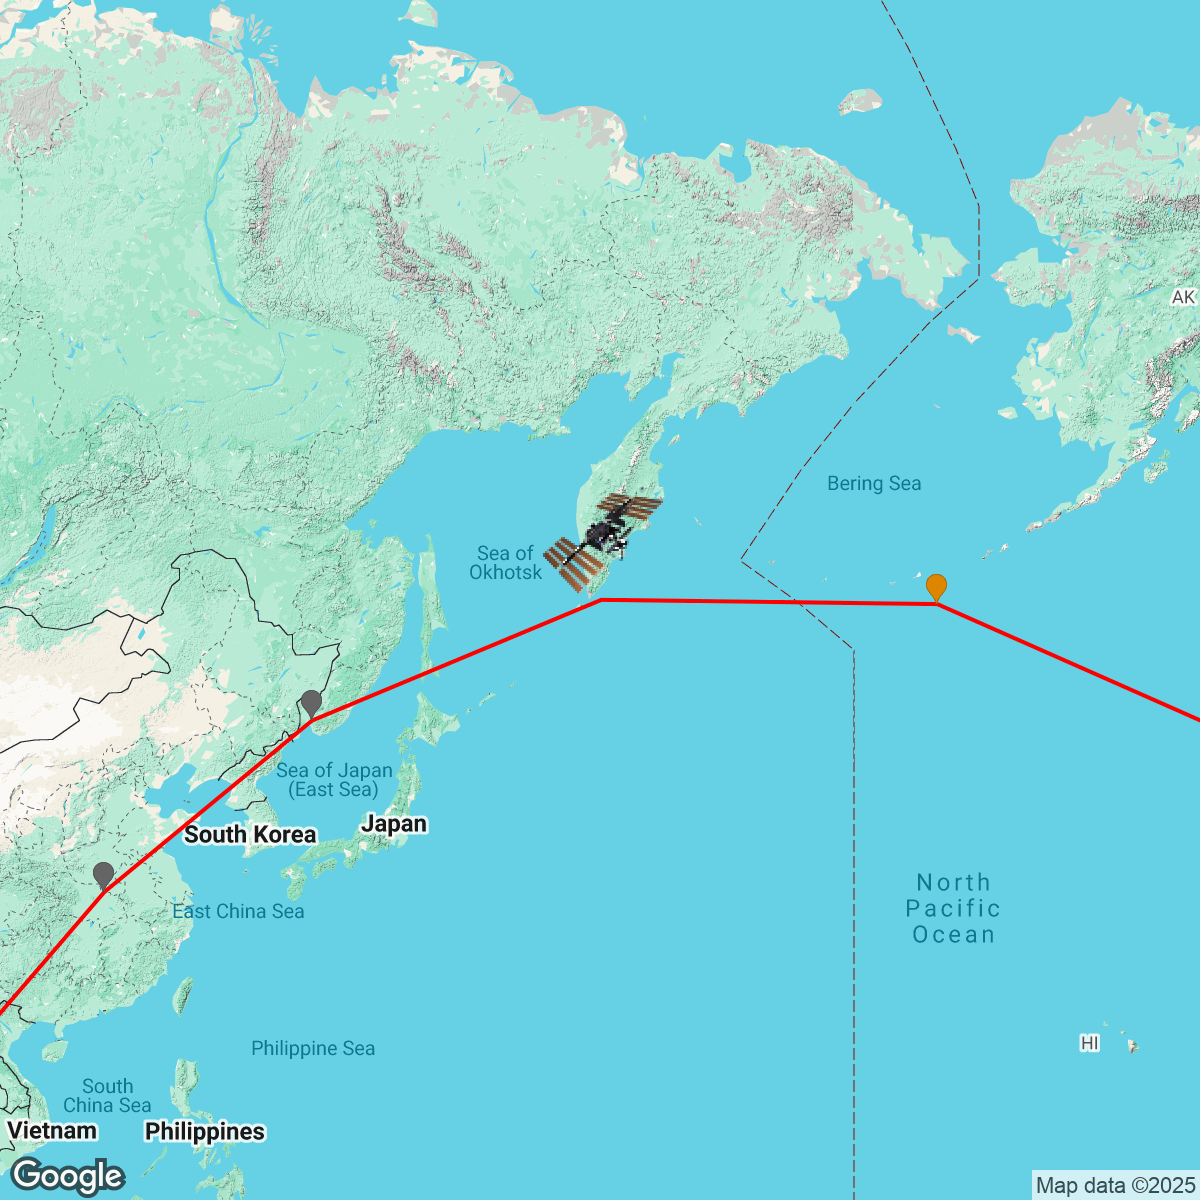 AK
Bering Sea
Sea of
Okhotsk
Sea of Japan
(East Sea)
Japan
South Korea
North
Pacific
Ocean
East China Sea
HI
Philippine Sea
South
China Sea
Vietnam
Philippines
Google
Map data ©2025